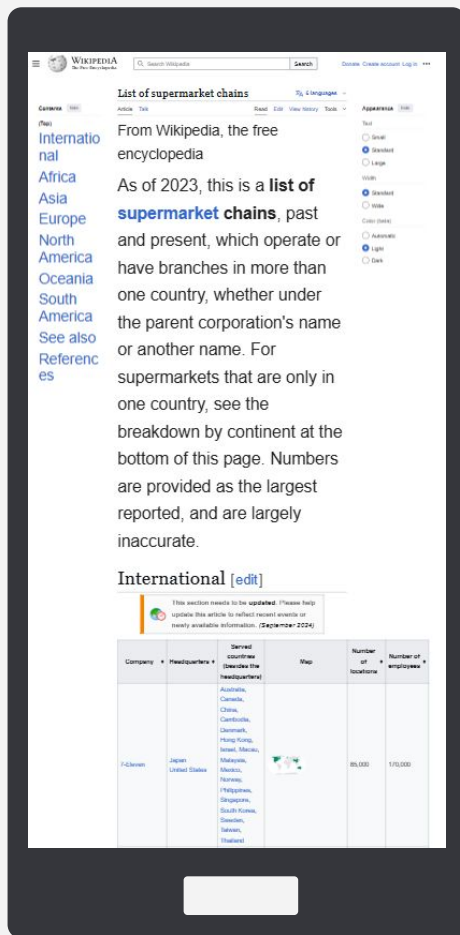 WIKIPEDIA
The Free Encyclopedia
Search Wikipedia
Search
Donate Create account Log in
Contents hide
(Top)
Internatio
nal
Africa
Asia
Europe
North
America
Oceania
South
America
See also
Referenc
es
List of supermarket chains
6 languages
Article Talk
Read Edit View history Tools
From Wikipedia, the free
encyclopedia
As of 2023, this is a list of
supermarket chains, past
and present, which operate or
have branches in more than
one country, whether under
the parent corporation's name
or another name. For
supermarkets that are only in
one country, see the
breakdown by continent at the
bottom of this page. Numbers
are provided as the largest
reported, and are largely
inaccurate.
Appearance hide
Text
Small
Standard
Large
Width
Standard
Wide
Color (beta)
Automatic
Light
Dark
International [edit]
This section needs to be updated. Please help
update this article to reflect recent events or
newly available information. (September 2024)
Company
Headquarters
Served
countries
(besides the
headquarters)
Map
Number
of
locations
Number of
employees
7-Eleven
Japan
United States
Australia,
Canada,
China,
Cambodia,
Denmark,
Hong Kong,
Israel, Macau,
Malaysia,
Mexico,
Norway,
Philippines,
Singapore,
South Korea,
Sweden,
Taiwan,
Thailand
85,000
170,000